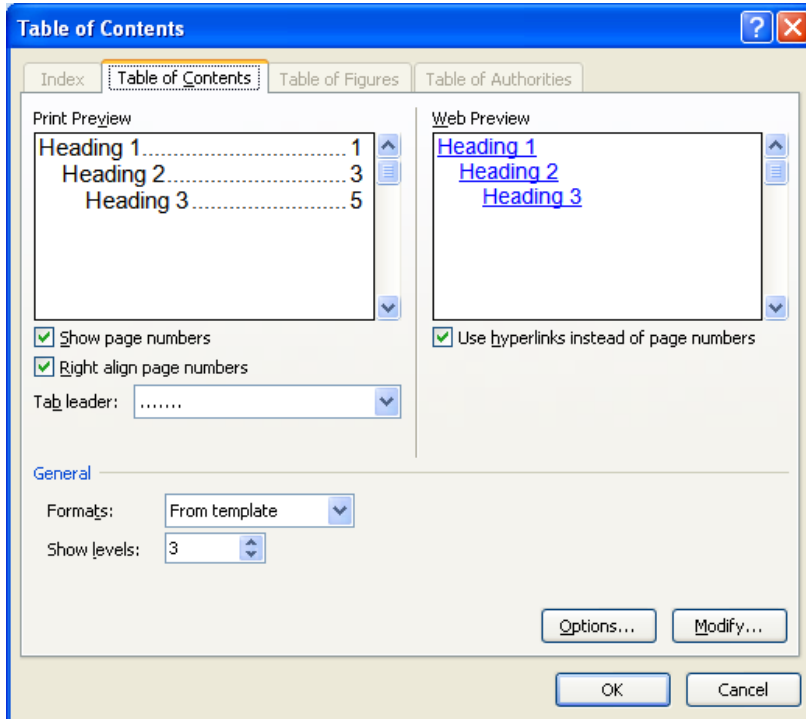 Table of Contents
Index Table of Contents Table of Figures Table of Authorities
Print Preview
Heading 1..............................1
Heading 2...........................3
Heading 3.......................5
Show page numbers
Right align page numbers
Tab leader: .......
Web Preview
Heading 1
Heading 2
Heading 3
Use hyperlinks instead of page numbers
General
Formats: From template
Show levels: 3
Options... Modify...
OK Cancel